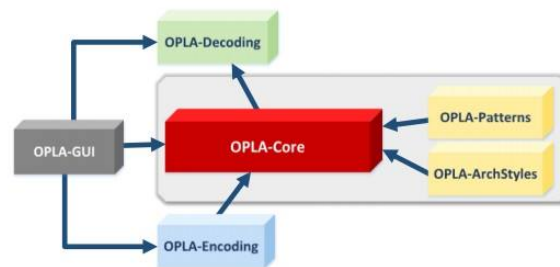 OPLA-Decoding
OPLA-Patterns
OPLA-GUI
OPLA-Core
OPLA-ArchStyles
OPLA-Encoding